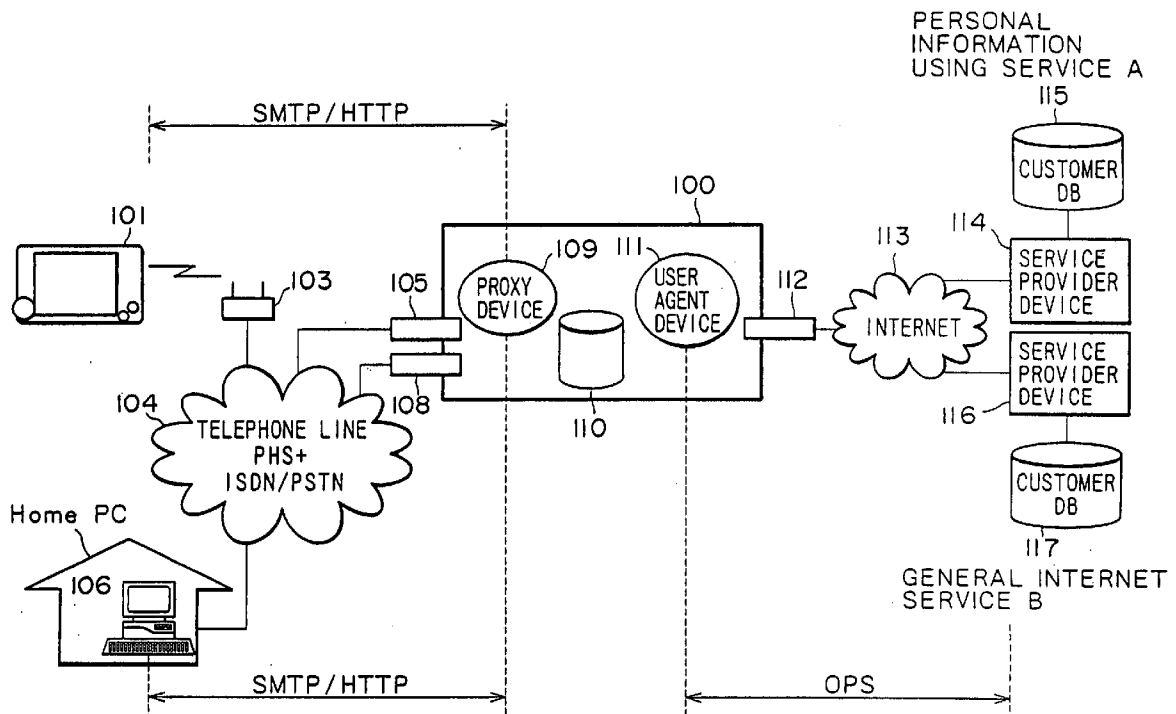 PERSONAL
INFORMATION
USING SERVICE A
115
SMTP/HTTP
CUSTOMER
DB
101
100
114
109
111
113
103
105
PROXY
DEVICE
USER
AGENT
DEVICE
112
SERVICE
PROVIDER
DEVICE
INTERNET
SERVICE
PROVIDER
DEVICE
108
104
110
116
TELEPHONE LINE
PHS+
ISDN/PSTN
CUSTOMER
DB
Home PC
117
106
GENERAL INTERNET
SERVICE B
SMTP/HTTP
OPS